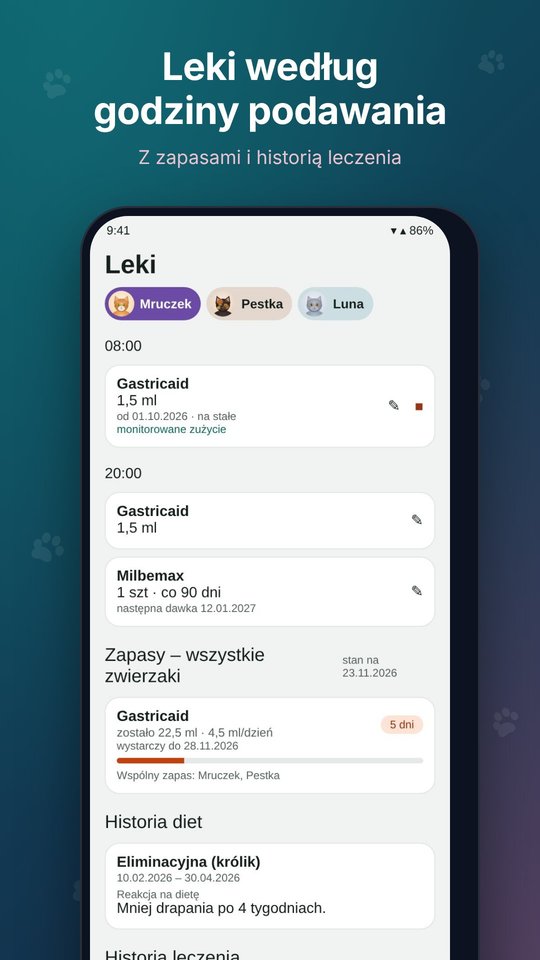 Leki według
godziny podawania
Z zapasami i historią leczenia
9:41
▾ ▴ 86%
Leki
Mruczek
Pestka
Luna
08:00
Gastricaid
1,5 ml
od 01.10.2026 · na stałe
monitorowane zużycie
20:00
Gastricaid
1,5 ml
Milbemax
1 szt · co 90 dni
następna dawka 12.01.2027
Zapasy – wszystkie
zwierzaki
stan na
23.11.2026
Gastricaid
zostało 22,5 ml · 4,5 ml/dzień
wystarczy do 28.11.2026
5 dni
Wspólny zapas: Mruczek, Pestka
Historia diet
Eliminacyjna (królik)
10.02.2026 – 30.04.2026
Reakcja na dietę
Mniej drapania po 4 tygodniach.
Historia leczenia